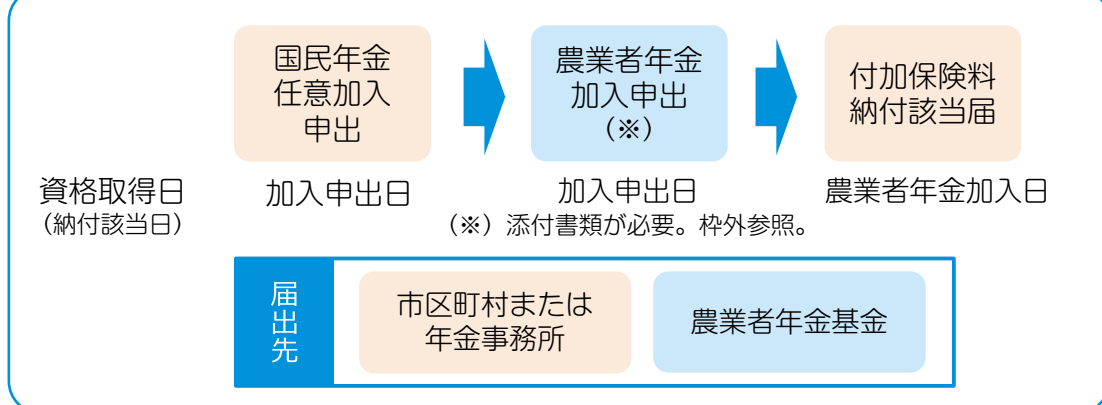 国民年金
任意加入
申出
農業者年金
加入申出
（※）
付加保険料
納付該当届
資格取得日
（納付該当日）
加入申出日
加入申出日
農業者年金加入日
（※）添付書類が必要。枠外参照。
届出先
市区町村または
年金事務所
農業者年金基金